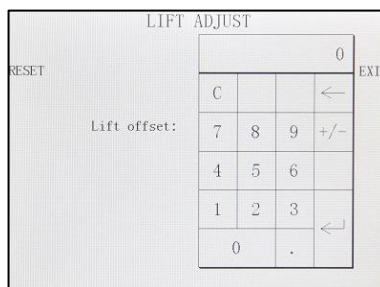 LIFT ADJUST
0
RESET
EXI
C ←
Lift offset: 7 8 9 +/-
4 5 6
1 2 3
0 . ↵